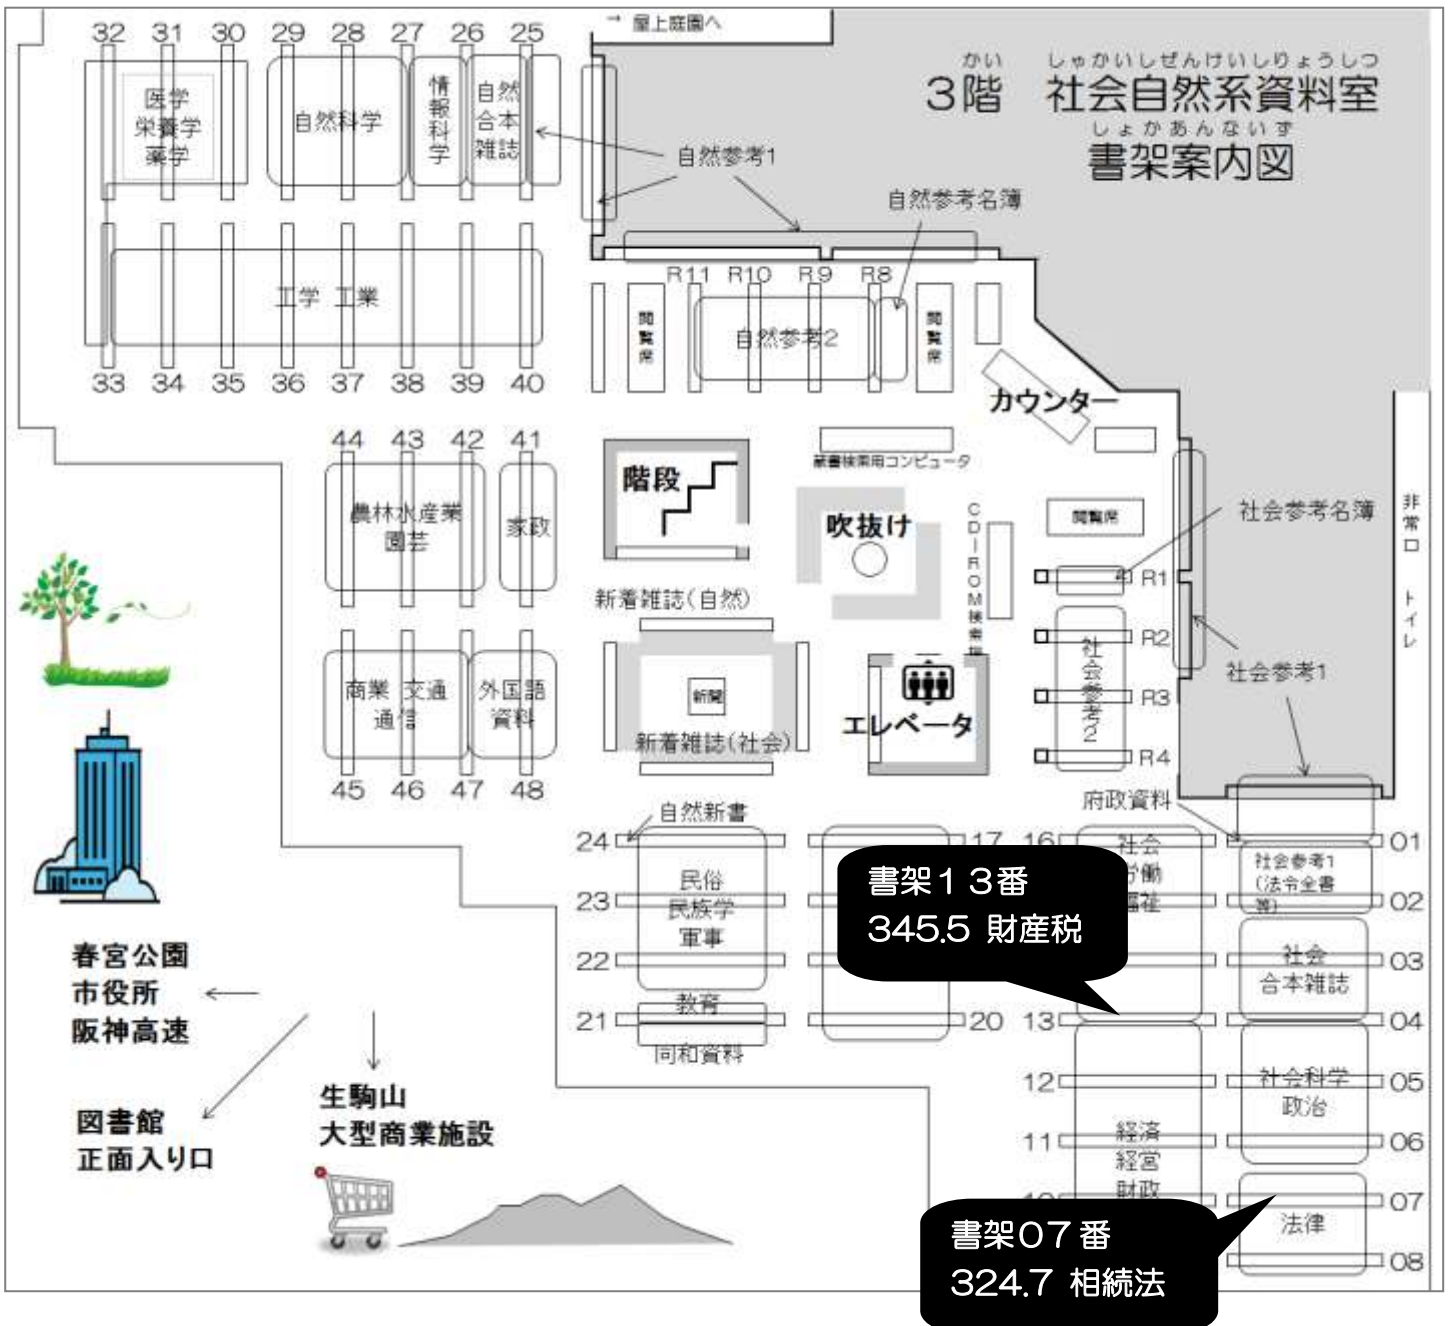 → 屋上庭園へ
かい しゃかいしぜんけいしりょうしつ
3階 社会自然系資料室
しょかあんないず
書架案内図
32 31 30 29 28 27 26 25
医学
栄養学
薬学
自然科学
情報科学
自然
合本
雑誌
自然参考1
自然参考名簿
工学 工業
33 34 35 36 37 38 39 40
R11 R10 R9 R8
閲覧席
自然参考2
閲覧席
カウンター
44 43 42 41
農林水産業
園芸
家政
階段
蔵書検索用コンピュータ
吹抜け
CD-ROM検索
閲覧席
社会参考名簿
非常口 トイレ
R1
R2
R3
R4
社会参考2
社会参考1
新着雑誌(自然)
新聞
新着雑誌(社会)
エレベータ
商業 交通
通信
外国語
資料
45 46 47 48
府政資料
自然新書
24
23
22
21
民俗
民族学
軍事
教育
同和資料
17
20
16
社会
労働
福祉
書架13番
345.5 財産税
13
12
11
経済
経営
財政
社会参考1
(法令全書
等)
社会
合本雑誌
社会科学
政治
法律
01
02
03
04
05
06
07
08
書架07番
324.7 相続法
春宮公園
市役所
阪神高速
図書館
正面入り口
生駒山
大型商業施設